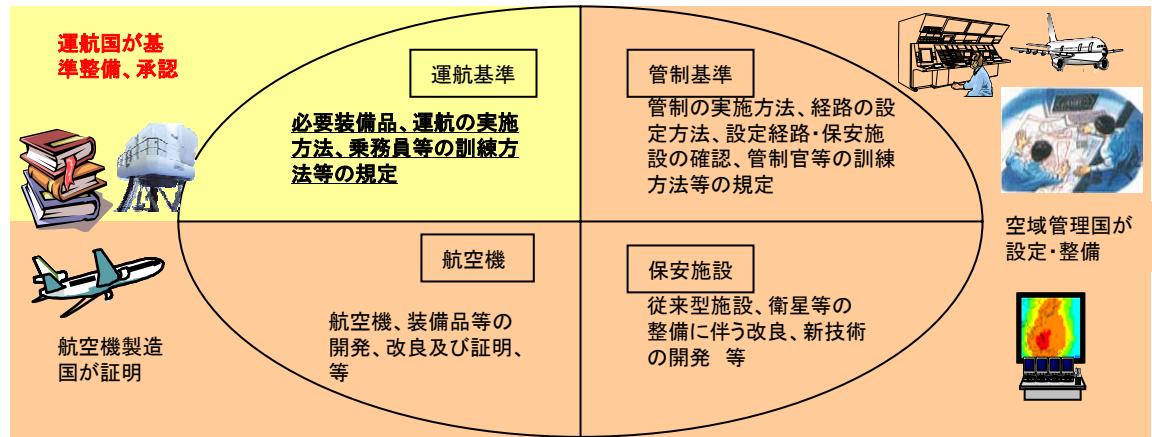 運航国が基
準整備、承認
運航基準
必要装備品、運航の実施
方法、乗務員等の訓練方
法等の規定
管制基準
管制の実施方法、経路の設
定方法、設定経路・保安施
設の確認、管制官等の訓練
方法等の規定
空域管理国が
設定・整備
航空機
航空機、装備品等の
開発、改良及び証明、
等
航空機製造
国が証明
保安施設
従来型施設、衛星等の
整備に伴う改良、新技術
の開発　等